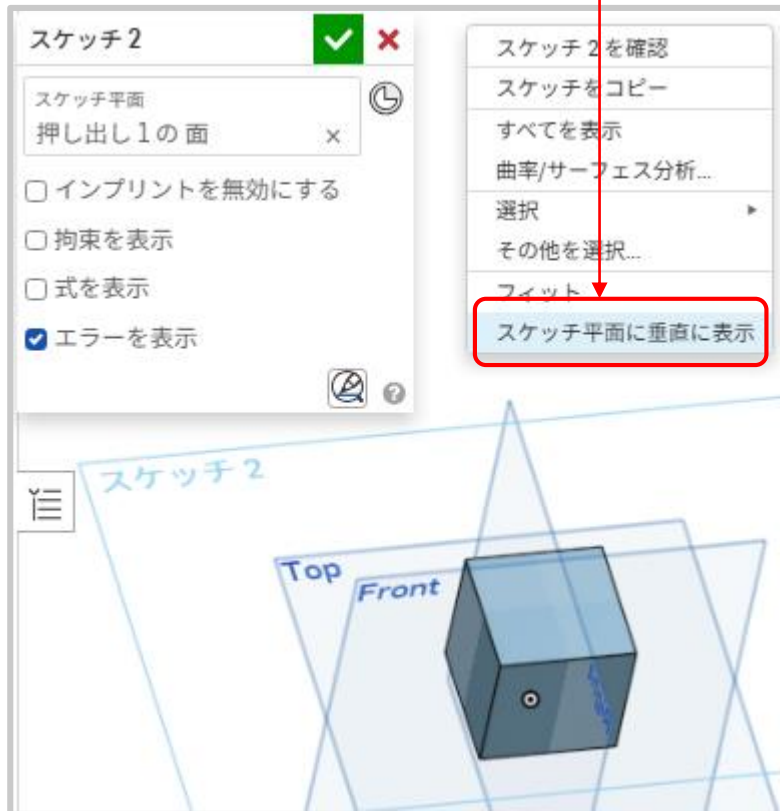 スケッチ 2
スケッチ平面
押し出し 1 の 面
インプリントを無効にする
拘束を表示
式を表示
エラーを表示
スケッチ 2 を確認
スケッチをコピー
すべてを表示
曲率/サーフェス分析...
選択
その他を選択...
フィット
スケッチ平面に垂直に表示
スケッチ 2
Top
Front